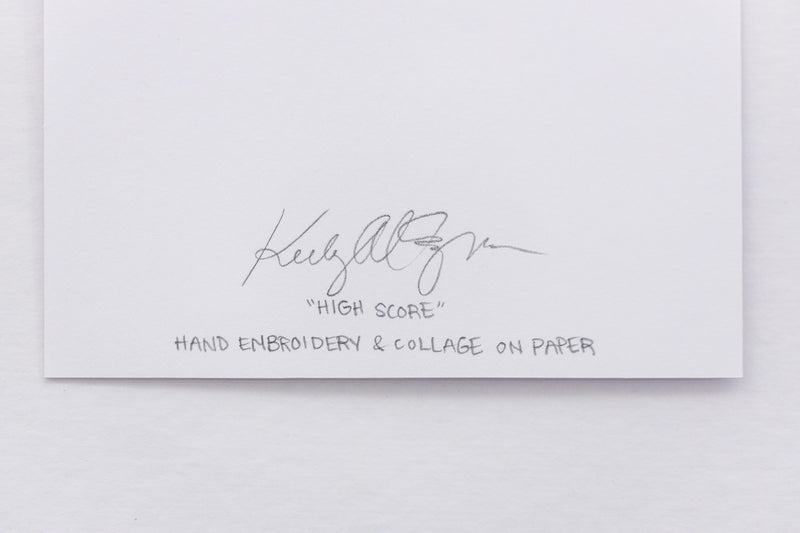 "HIGH SCORE"
HAND EMBROIDERY & COLLAGE ON PAPER